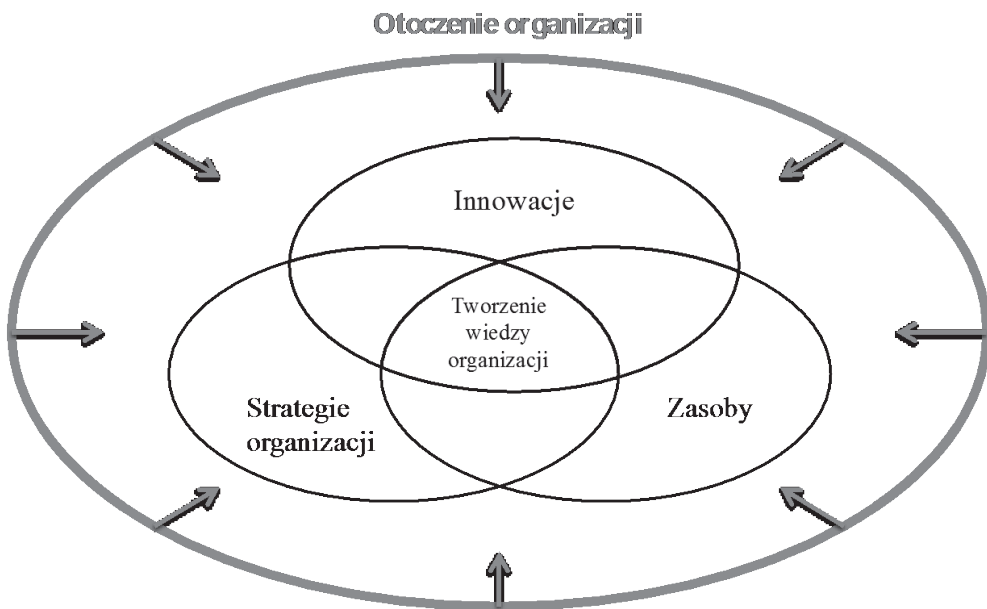 Otoczenie organizacji
Innowacje
Tworzenie
wiedzy
organizacji
Strategie
organizacji
Zasoby